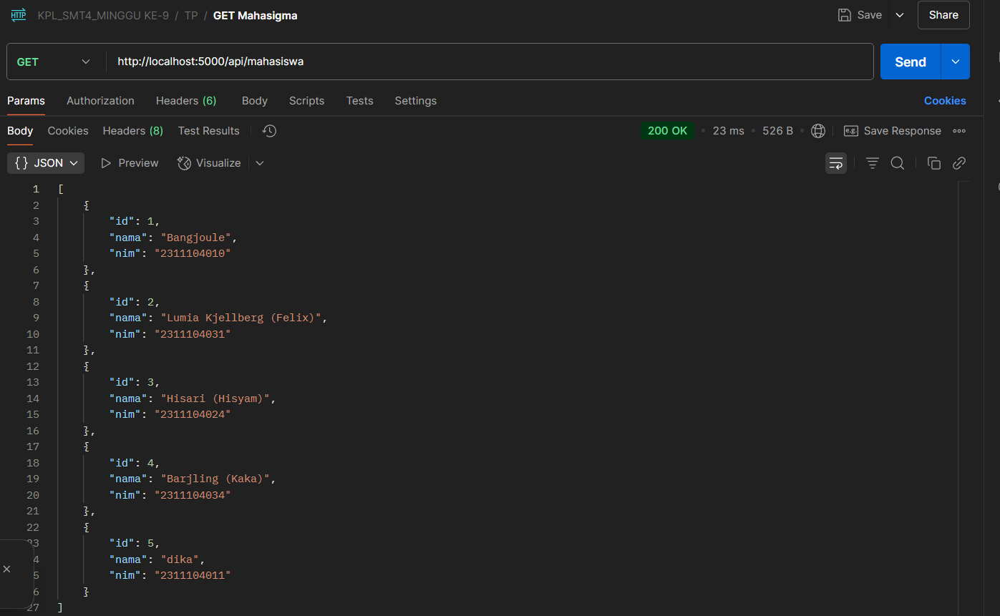 HTTP KPL_SMT4_MINGGU KE-9 / TP / GET Mahasigma Save Share
GET http://localhost:5000/api/mahasiswa Send
Params Authorization Headers (6) Body Scripts Tests Settings Cookies
Body Cookies Headers (8) Test Results 200 OK • 23 ms • 526 B • e.g. Save Response
{} JSON Preview Visualize
1 [
2 {
3 "id": 1,
4 "nama": "Bangjoule",
5 "nim": "2311104010"
6 },
7 {
8 "id": 2,
9 "nama": "Lumia Kjellberg (Felix)",
10 "nim": "2311104031"
11 },
12 {
13 "id": 3,
14 "nama": "Hisari (Hisyam)",
15 "nim": "2311104024"
16 },
17 {
18 "id": 4,
19 "nama": "Barjling (Kaka)",
20 "nim": "2311104034"
21 },
22 {
3 "id": 5,
4 "nama": "dika",
5 "nim": "2311104011"
6 }
27 ]